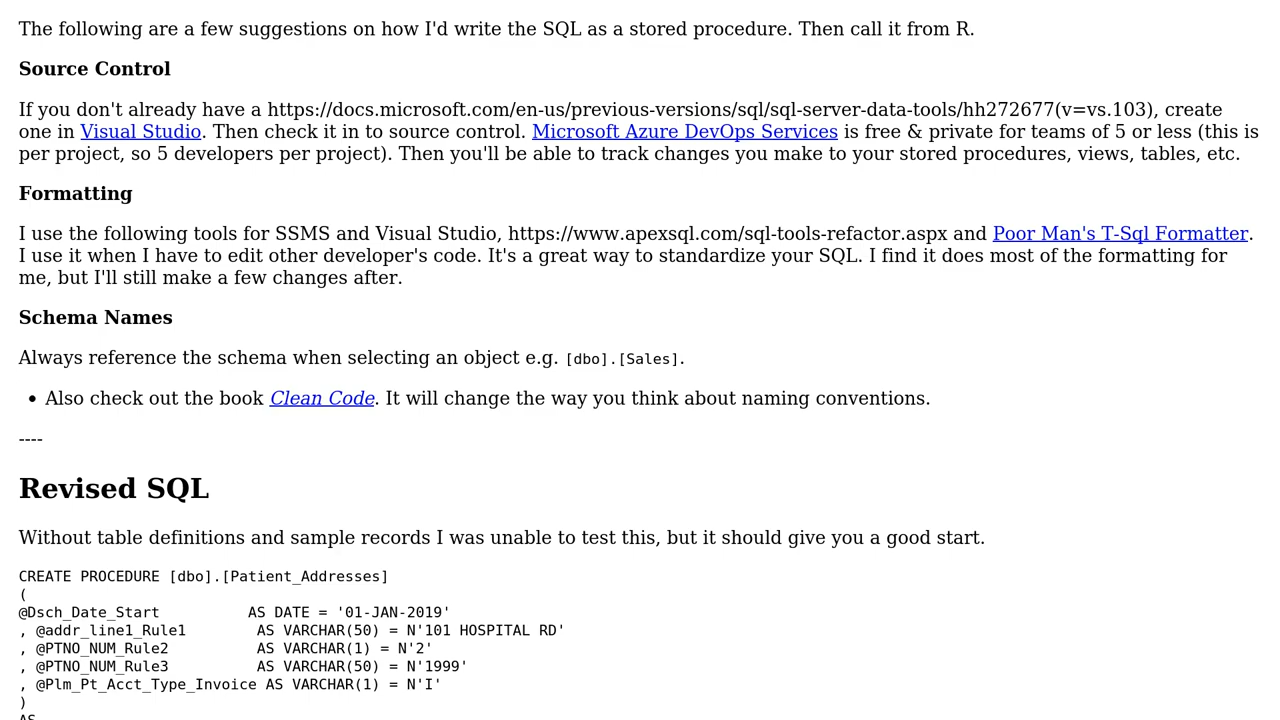 The following are a few suggestions on how I'd write the SQL as a stored procedure. Then call it from R.
Source Control
If you don't already have a https://docs.microsoft.com/en-us/previous-versions/sql/sql-server-data-tools/hh272677(v=vs.103), create
one in Visual Studio. Then check it in to source control. Microsoft Azure DevOps Services is free & private for teams of 5 or less (this is
per project, so 5 developers per project). Then you'll be able to track changes you make to your stored procedures, views, tables, etc.
Formatting
I use the following tools for SSMS and Visual Studio, https://www.apexsql.com/sql-tools-refactor.aspx and Poor Man's T-Sql Formatter.
I use it when I have to edit other developer's code. It's a great way to standardize your SQL. I find it does most of the formatting for
me, but I'll still make a few changes after.
Schema Names
Always reference the schema when selecting an object e.g. [dbo].[Sales].
• Also check out the book Clean Code. It will change the way you think about naming conventions.
----
Revised SQL
Without table definitions and sample records I was unable to test this, but it should give you a good start.
CREATE PROCEDURE [dbo].[Patient_Addresses]
(
@Dsch_Date_Start          AS DATE = '01-JAN-2019'
, @addr_line1_Rule1        AS VARCHAR(50) = N'101 HOSPITAL RD'
, @PTNO_NUM_Rule2          AS VARCHAR(1) = N'2'
, @PTNO_NUM_Rule3          AS VARCHAR(50) = N'1999'
, @Plm_Pt_Acct_Type_Invoice AS VARCHAR(1) = N'I'
)
AS